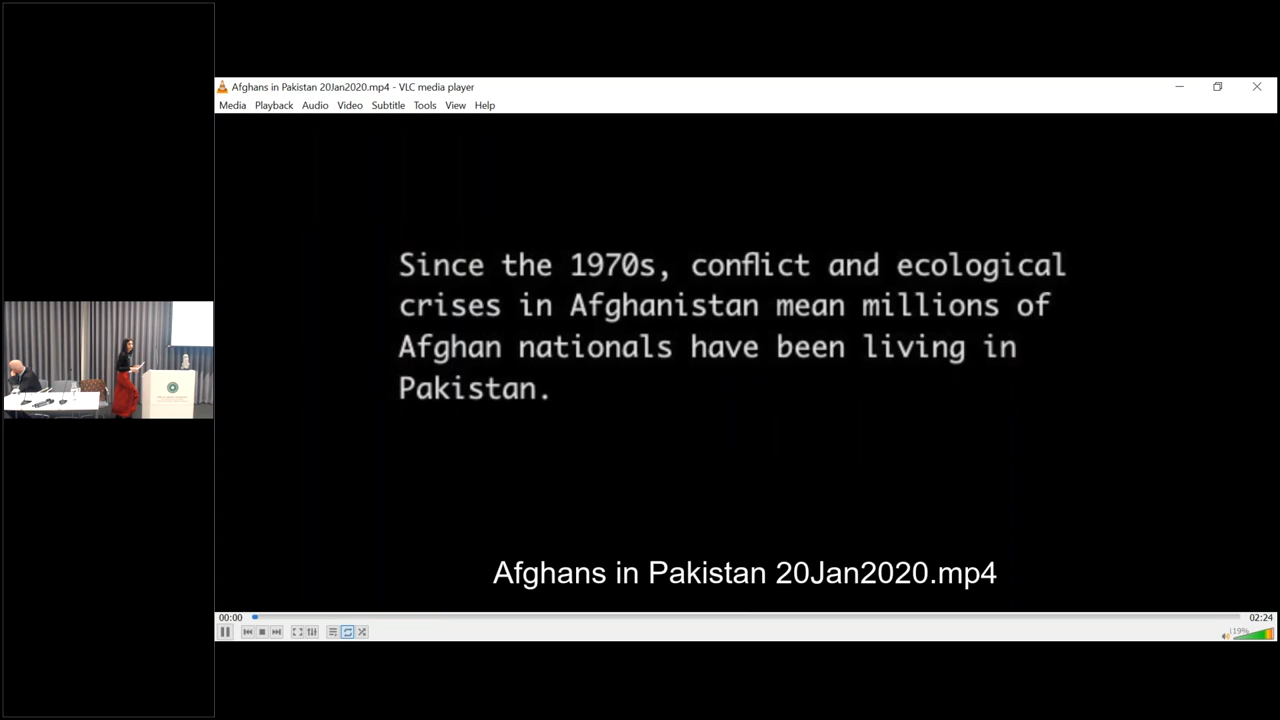 Afghans in Pakistan 20Jan2020.mp4 - VLC media player
Media Playback Audio Video Subtitle Tools View Help
Since the 1970s, conflict and ecological
crises in Afghanistan mean millions of
Afghan nationals have been living in
Pakistan.
Afghans in Pakistan 20Jan2020.mp4
00:00
02:24
19%